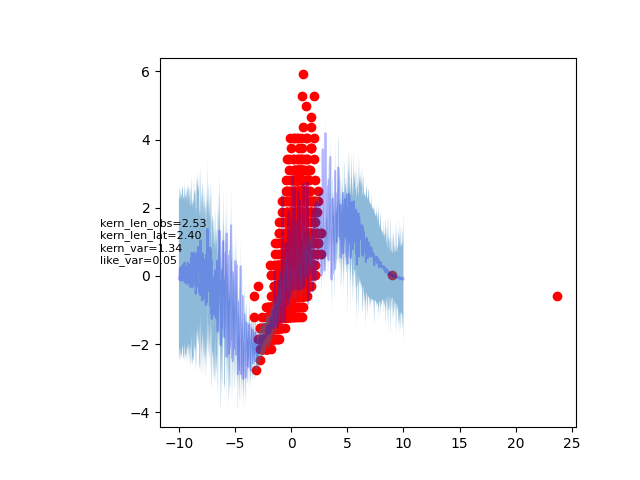 6
4
2
kern_len_obs=2.53
kern_len_lat=2.40
kern_var=1.34
like_var=0.05
0
−2
−4
−10 −5 0 5 10 15 20 25